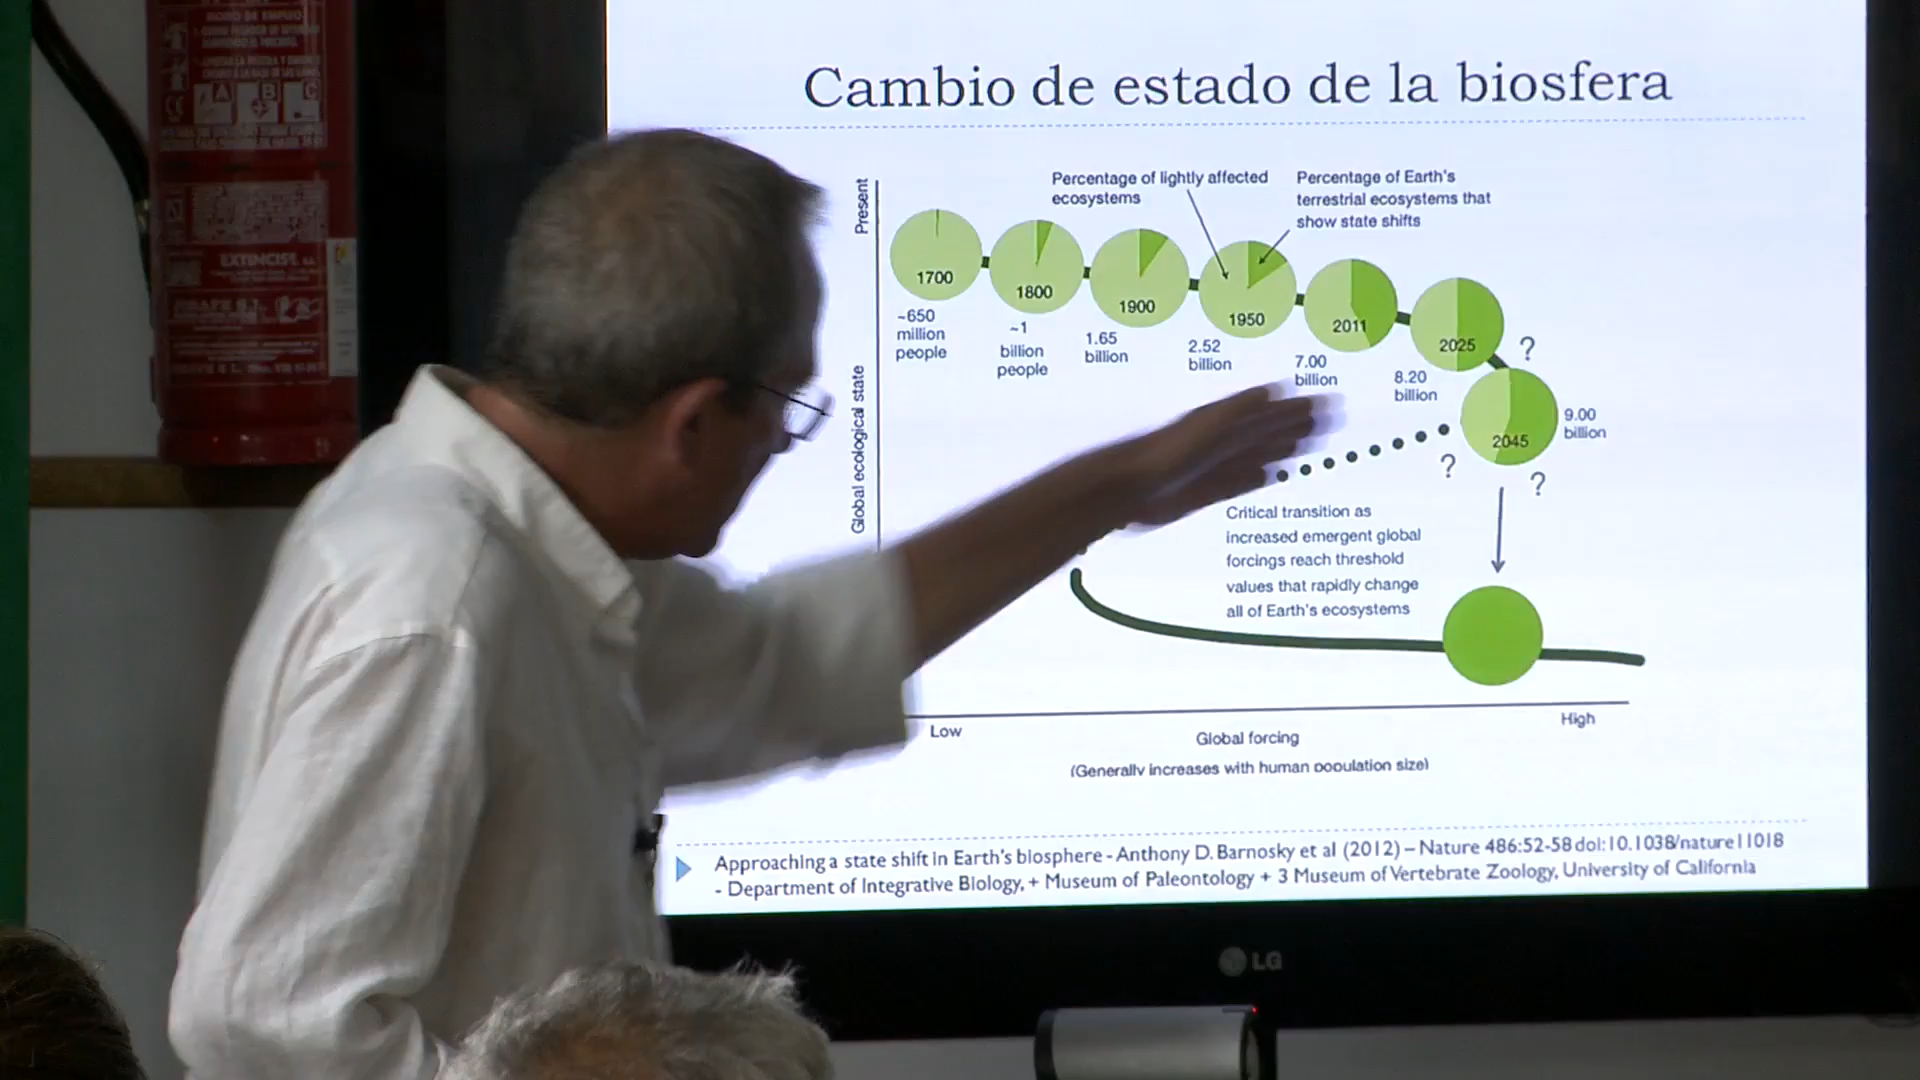 MODO DE EMPLEO
A
B
C
CE
EXTINCISE S.L.
Cambio de estado de la biosfera
Percentage of lightly affected
ecosystems
Percentage of Earth's
terrestrial ecosystems that
show state shifts
Present
Global ecological state
1700
1800
1900
1950
2011
2025
2045
~650
million
people
~1
billion
people
1.65
billion
2.52
billion
7.00
billion
8.20
billion
9.00
billion
?
?
?
Critical transition as
increased emergent global
forcings reach threshold
values that rapidly change
all of Earth's ecosystems
Low
High
Global forcing
(Generally increases with human population size)
Approaching a state shift in Earth's biosphere - Anthony D. Barnosky et al (2012) – Nature 486:52-58 doi:10.1038/nature11018
- Department of Integrative Biology, + Museum of Paleontology + 3 Museum of Vertebrate Zoology, University of California
LG